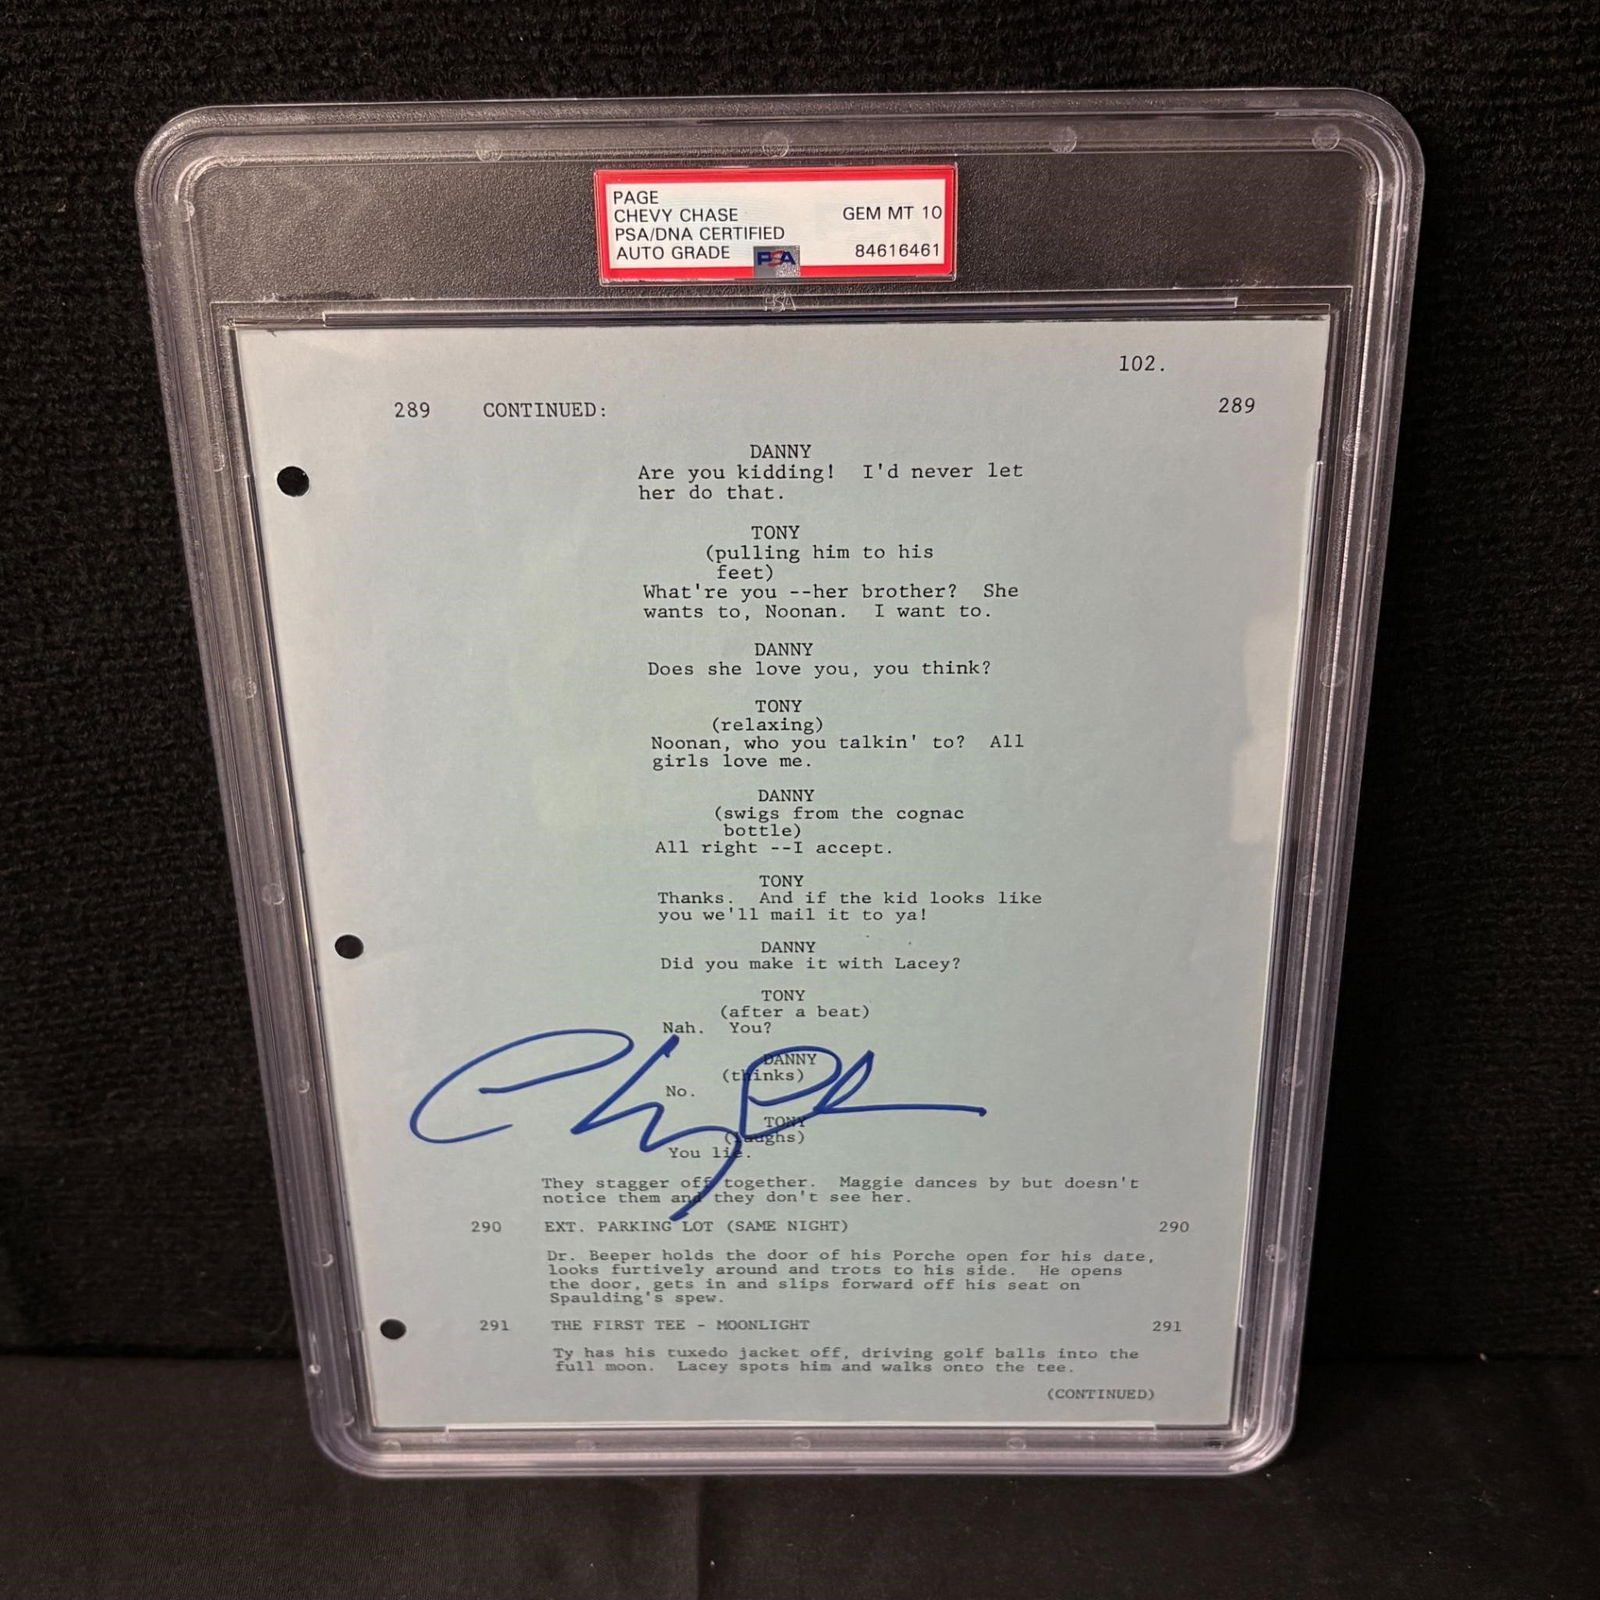 PAGE
CHEVY CHASE GEM MT 10
PSA/DNA CERTIFIED
AUTO GRADE PSA 84616461
PSA
102.
289 CONTINUED: 289
DANNY
Are you kidding! I'd never let
her do that.
TONY
(pulling him to his
feet)
What're you --her brother? She
wants to, Noonan. I want to.
DANNY
Does she love you, you think?
TONY
(relaxing)
Noonan, who you talkin' to? All
girls love me.
DANNY
(swigs from the cognac
bottle)
All right --I accept.
TONY
Thanks. And if the kid looks like
you we'll mail it to ya!
DANNY
Did you make it with Lacey?
TONY
(after a beat)
Nah. You?
DANNY
(thinks)
No.
TONY
(laughs)
You lie.
They stagger off together. Maggie dances by but doesn't
notice them and they don't see her.
290 EXT. PARKING LOT (SAME NIGHT) 290
Dr. Beeper holds the door of his Porche open for his date,
looks furtively around and trots to his side. He opens
the door, gets in and slips forward off his seat on
Spaulding's spew.
291 THE FIRST TEE - MOONLIGHT 291
Ty has his tuxedo jacket off, driving golf balls into the
full moon. Lacey spots him and walks onto the tee.
(CONTINUED)